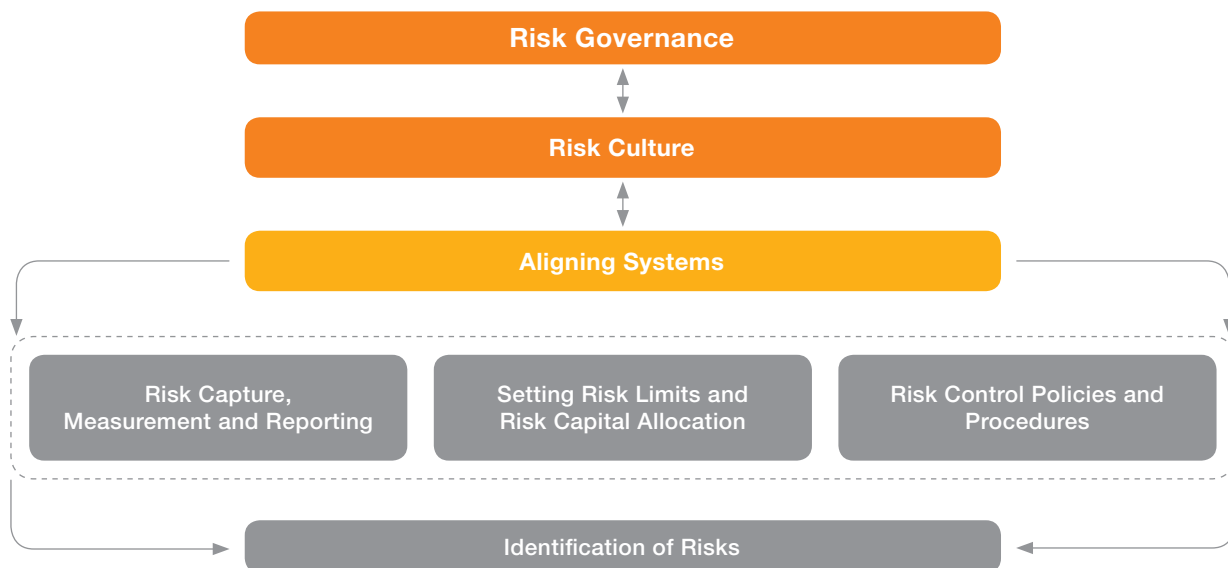 Risk Governance
Risk Culture
Aligning Systems
Risk Capture,
Measurement and Reporting
Setting Risk Limits and
Risk Capital Allocation
Risk Control Policies and
Procedures
Identification of Risks